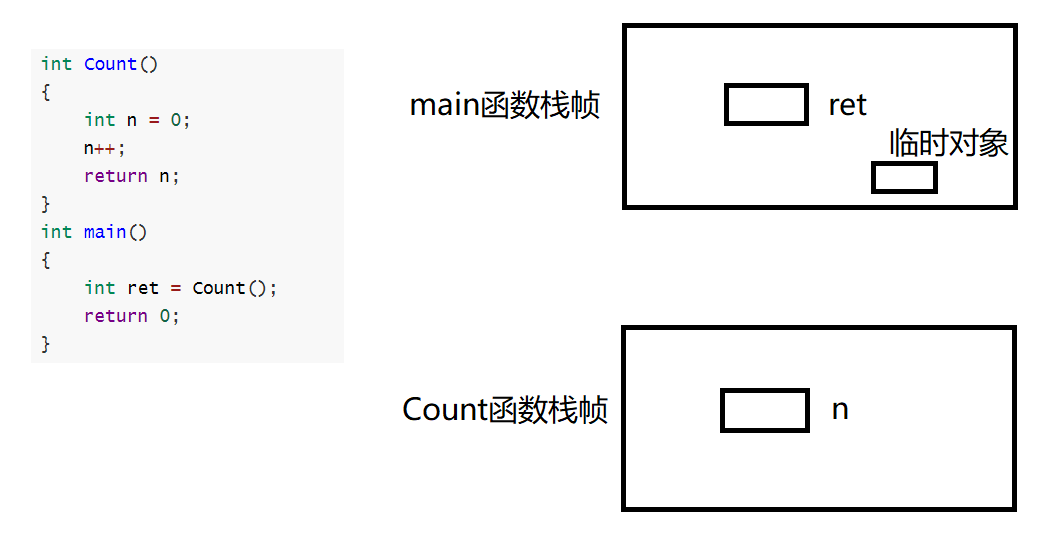 int Count()
{
    int n = 0;
    n++;
    return n;
}
int main()
{
    int ret = Count();
    return 0;
}
main函数栈帧
ret
临时对象
Count函数栈帧
n